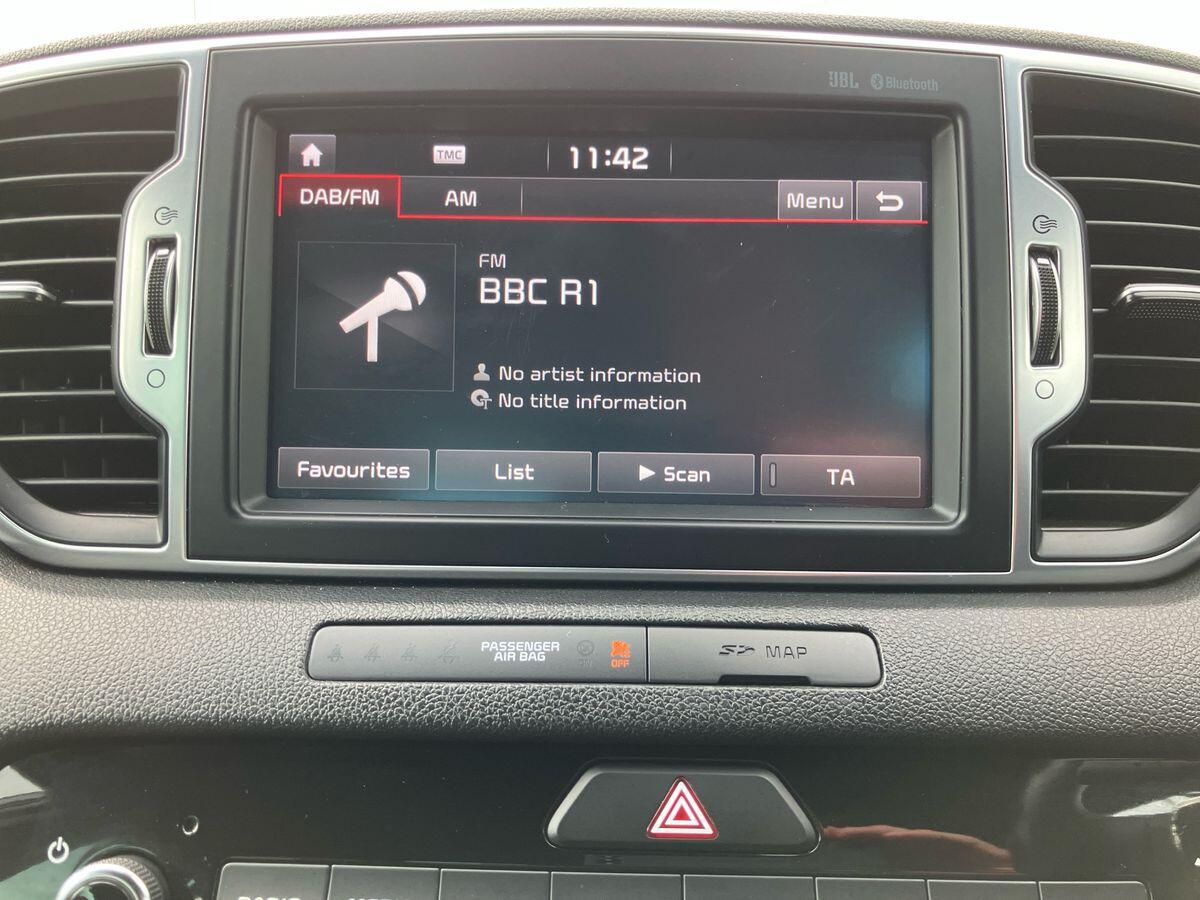 JBL Bluetooth
TMC 11:42
DAB/FM AM Menu
FM
BBC R1
No artist information
No title information
Favourites List Scan TA
PASSENGER
AIR BAG OFF
SD MAP